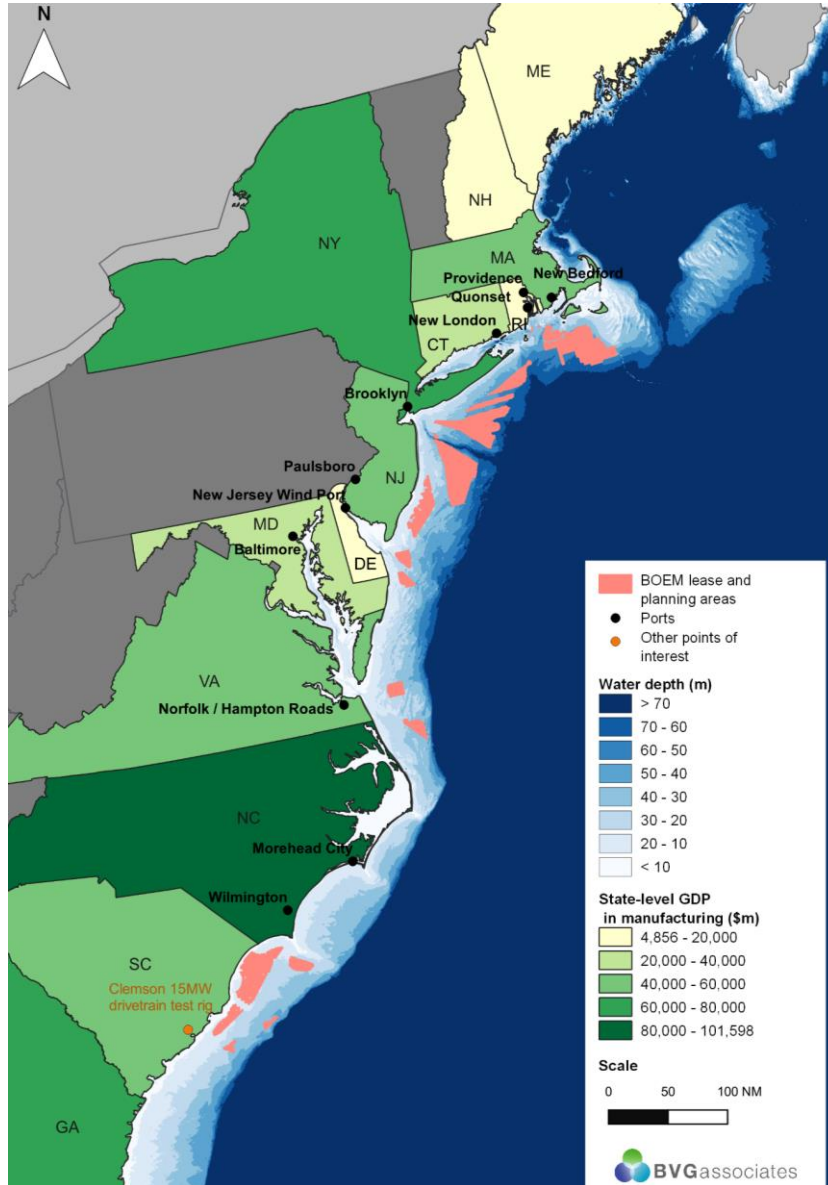 N
ME
NH
NY
MA
Providence
New Bedford
Quonset
RI
New London
CT
Brooklyn
Paulsboro
NJ
New Jersey Wind Port
MD
Baltimore
DE
VA
Norfolk / Hampton Roads
NC
Morehead City
Wilmington
SC
Clemson 15MW
drivetrain test rig
GA
BOEM lease and
planning areas
Ports
Other points of
interest
Water depth (m)
> 70
70 - 60
60 - 50
50 - 40
40 - 30
30 - 20
20 - 10
< 10
State-level GDP
in manufacturing ($m)
4,856 - 20,000
20,000 - 40,000
40,000 - 60,000
60,000 - 80,000
80,000 - 101,598
Scale
0 50 100 NM
BVGassociates